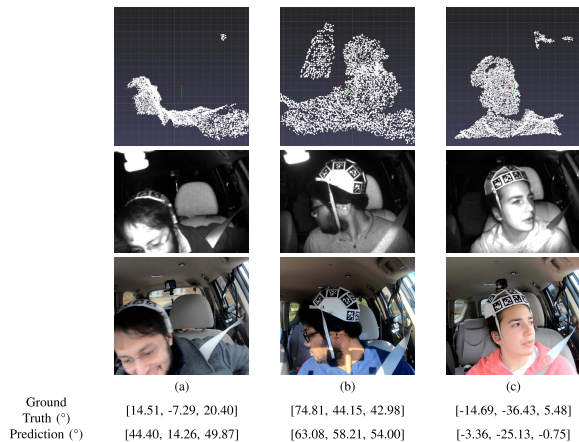 (a) (b) (c)
Ground
Truth (°) [14.51, -7.29, 20.40] [74.81, 44.15, 42.98] [-14.69, -36.43, 5.48]
Prediction (°) [44.40, 14.26, 49.87] [63.08, 58.21, 54.00] [-3.36, -25.13, -0.75]